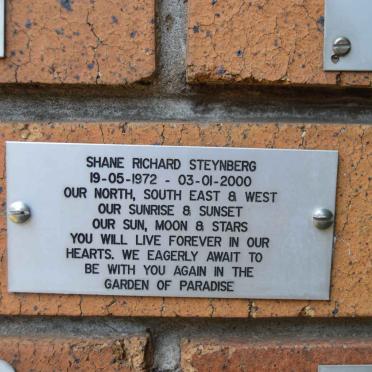 SHANE RICHARD STEYNBERG
19-05-1972 - 03-01-2000
OUR NORTH, SOUTH EAST & WEST
OUR SUNRISE & SUNSET
OUR SUN, MOON & STARS
YOU WILL LIVE FOREVER IN OUR
HEARTS. WE EAGERLY AWAIT TO
BE WITH YOU AGAIN IN THE
GARDEN OF PARADISE